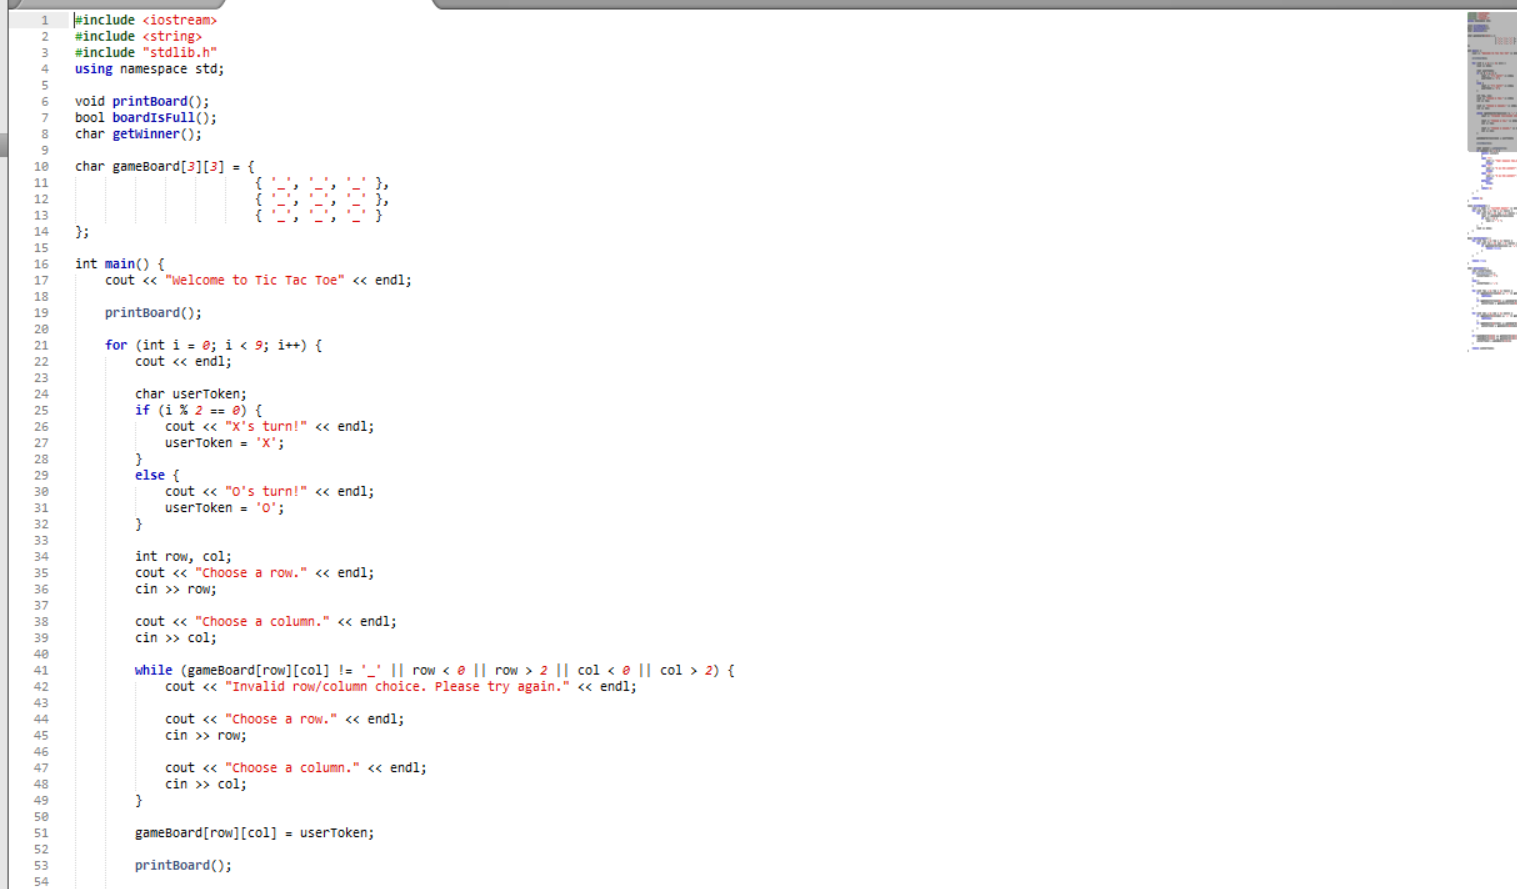 1 #include <iostream>
2 #include <string>
3 #include "stdlib.h"
4 using namespace std;
5
6 void printBoard();
7 bool boardIsFull();
8 char getWinner();
9
10 char gameBoard[3][3] = {
11 { '_', '_', '_' },
12 { '_', '_', '_' },
13 { '_', '_', '_' }
14 };
15
16 int main() {
17 cout << "Welcome to Tic Tac Toe" << endl;
18
19 printBoard();
20
21 for (int i = 0; i < 9; i++) {
22 cout << endl;
23
24 char userToken;
25 if (i % 2 == 0) {
26 cout << "X's turn!" << endl;
27 userToken = 'X';
28 }
29 else {
30 cout << "O's turn!" << endl;
31 userToken = 'O';
32 }
33
34 int row, col;
35 cout << "Choose a row." << endl;
36 cin >> row;
37
38 cout << "Choose a column." << endl;
39 cin >> col;
40
41 while (gameBoard[row][col] != '_' || row < 0 || row > 2 || col < 0 || col > 2) {
42 cout << "Invalid row/column choice. Please try again." << endl;
43
44 cout << "Choose a row." << endl;
45 cin >> row;
46
47 cout << "Choose a column." << endl;
48 cin >> col;
49 }
50
51 gameBoard[row][col] = userToken;
52
53 printBoard();
54